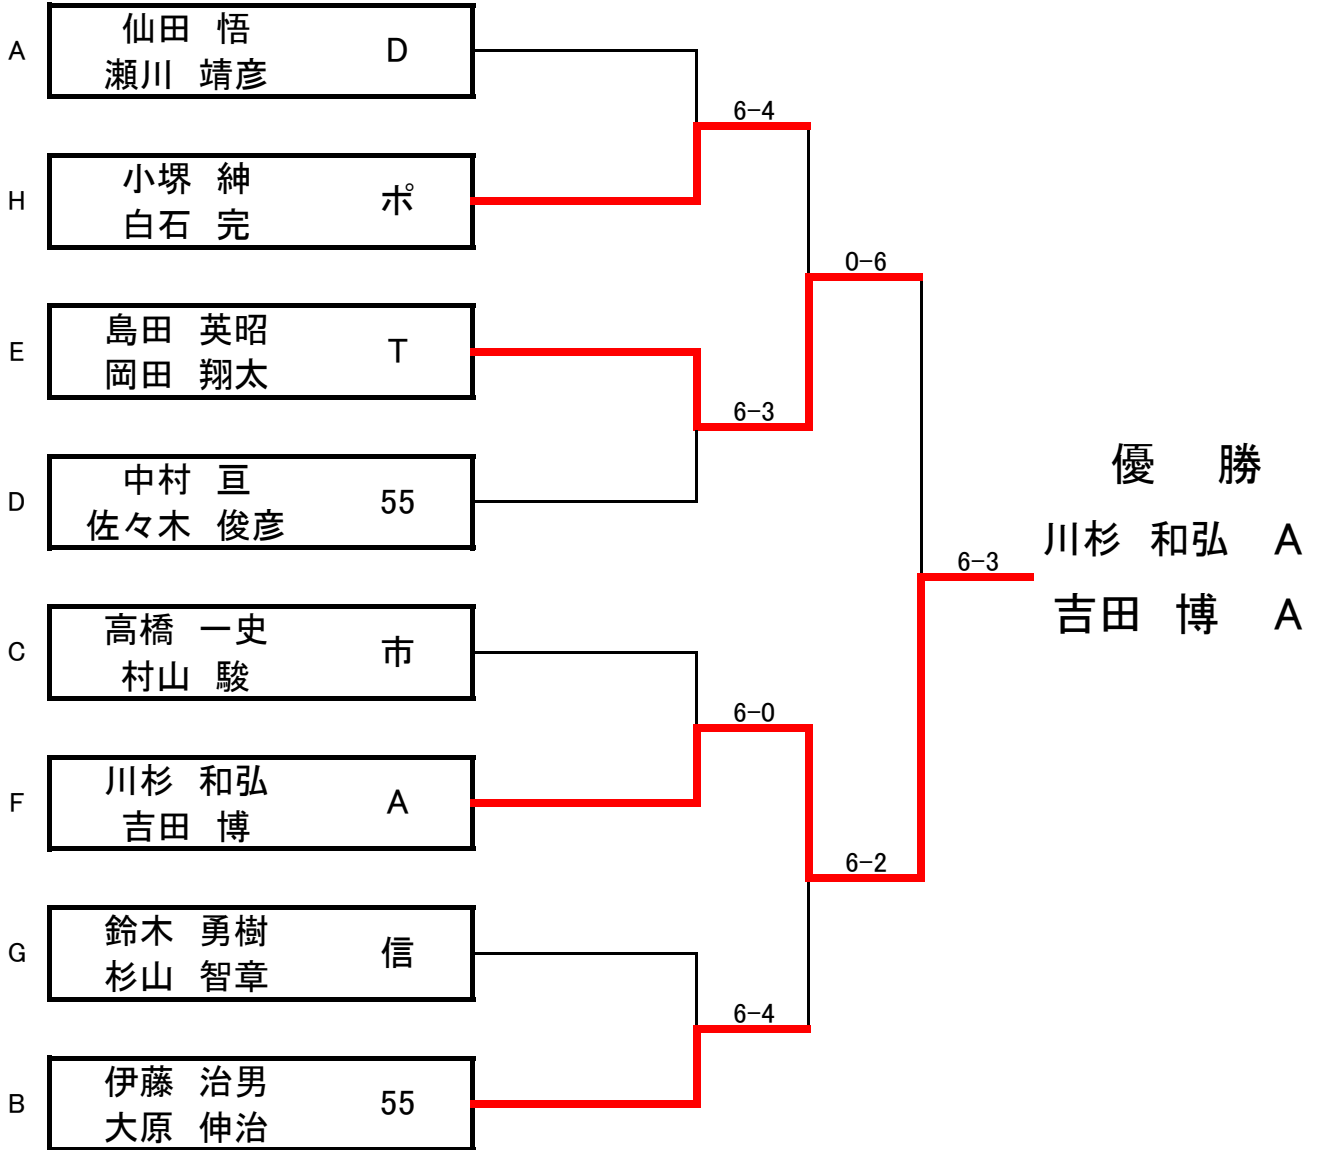 A
仙田 悟
瀬川 靖彦
D
6-4
H
小堺 紳
白石 完
ポ
0-6
E
島田 英昭
岡田 翔太
T
6-3
D
中村 亘
佐々木 俊彦
55
優 勝
川杉 和弘 A
吉田 博 A
6-3
C
高橋 一史
村山 駿
市
6-0
F
川杉 和弘
吉田 博
A
6-2
G
鈴木 勇樹
杉山 智章
信
6-4
B
伊藤 治男
大原 伸治
55